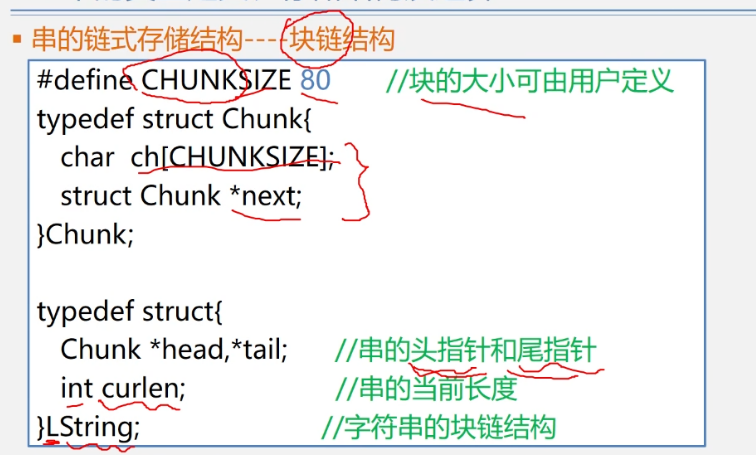 ▪ 串的链式存储结构----块链结构
#define CHUNKSIZE 80 //块的大小可由用户定义
typedef struct Chunk{
char ch[CHUNKSIZE];
struct Chunk *next;
}Chunk;
typedef struct{
Chunk *head,*tail; //串的头指针和尾指针
int curlen; //串的当前长度
}LString; //字符串的块链结构